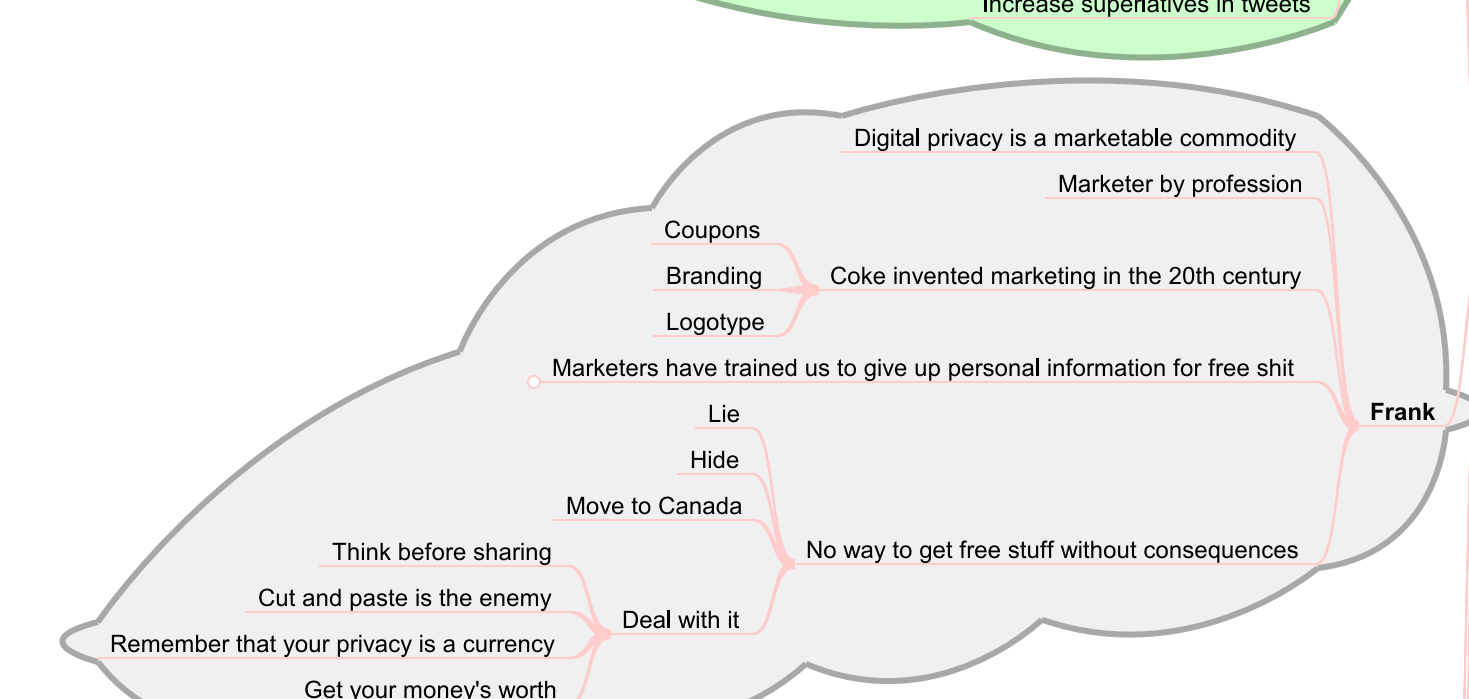 Increase superlatives in tweets
Digital privacy is a marketable commodity
Marketer by profession
Coupons
Branding
Coke invented marketing in the 20th century
Logotype
Marketers have trained us to give up personal information for free shit
Lie
Frank
Hide
Move to Canada
No way to get free stuff without consequences
Think before sharing
Cut and paste is the enemy
Deal with it
Remember that your privacy is a currency
Get your money's worth